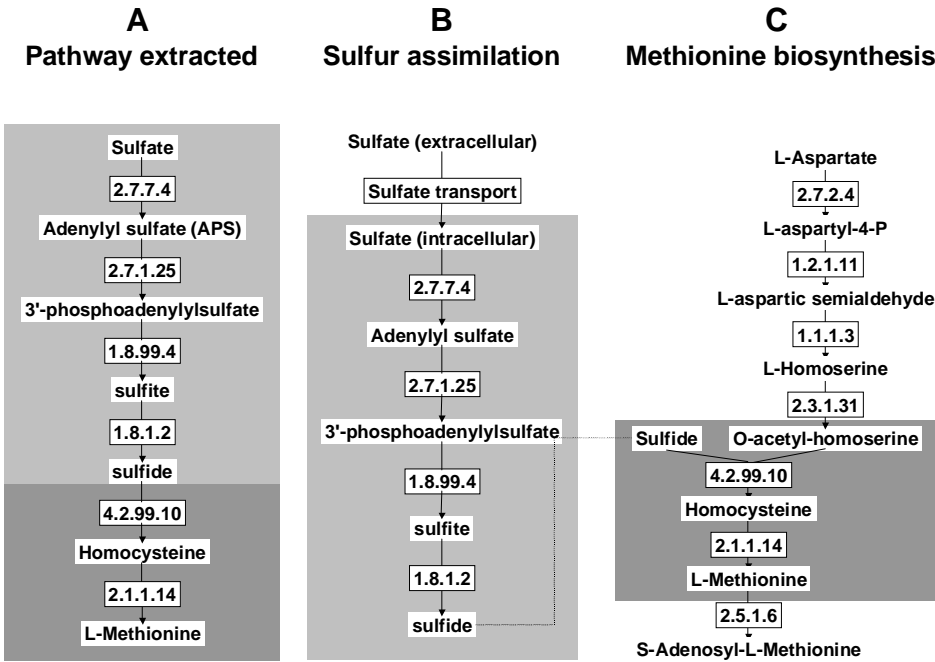 A
Pathway extracted
Sulfate
2.7.7.4
Adenylyl sulfate (APS)
2.7.1.25
3'-phosphoadenylylsulfate
1.8.99.4
sulfite
1.8.1.2
sulfide
4.2.99.10
Homocysteine
2.1.1.14
L-Methionine
B
Sulfur assimilation
Sulfate (extracellular)
Sulfate transport
Sulfate (intracellular)
2.7.7.4
Adenylyl sulfate
2.7.1.25
3'-phosphoadenylylsulfate
1.8.99.4
sulfite
1.8.1.2
sulfide
C
Methionine biosynthesis
L-Aspartate
2.7.2.4
L-aspartyl-4-P
1.2.1.11
L-aspartic semialdehyde
1.1.1.3
L-Homoserine
2.3.1.31
Sulfide
O-acetyl-homoserine
4.2.99.10
Homocysteine
2.1.1.14
L-Methionine
2.5.1.6
S-Adenosyl-L-Methionine